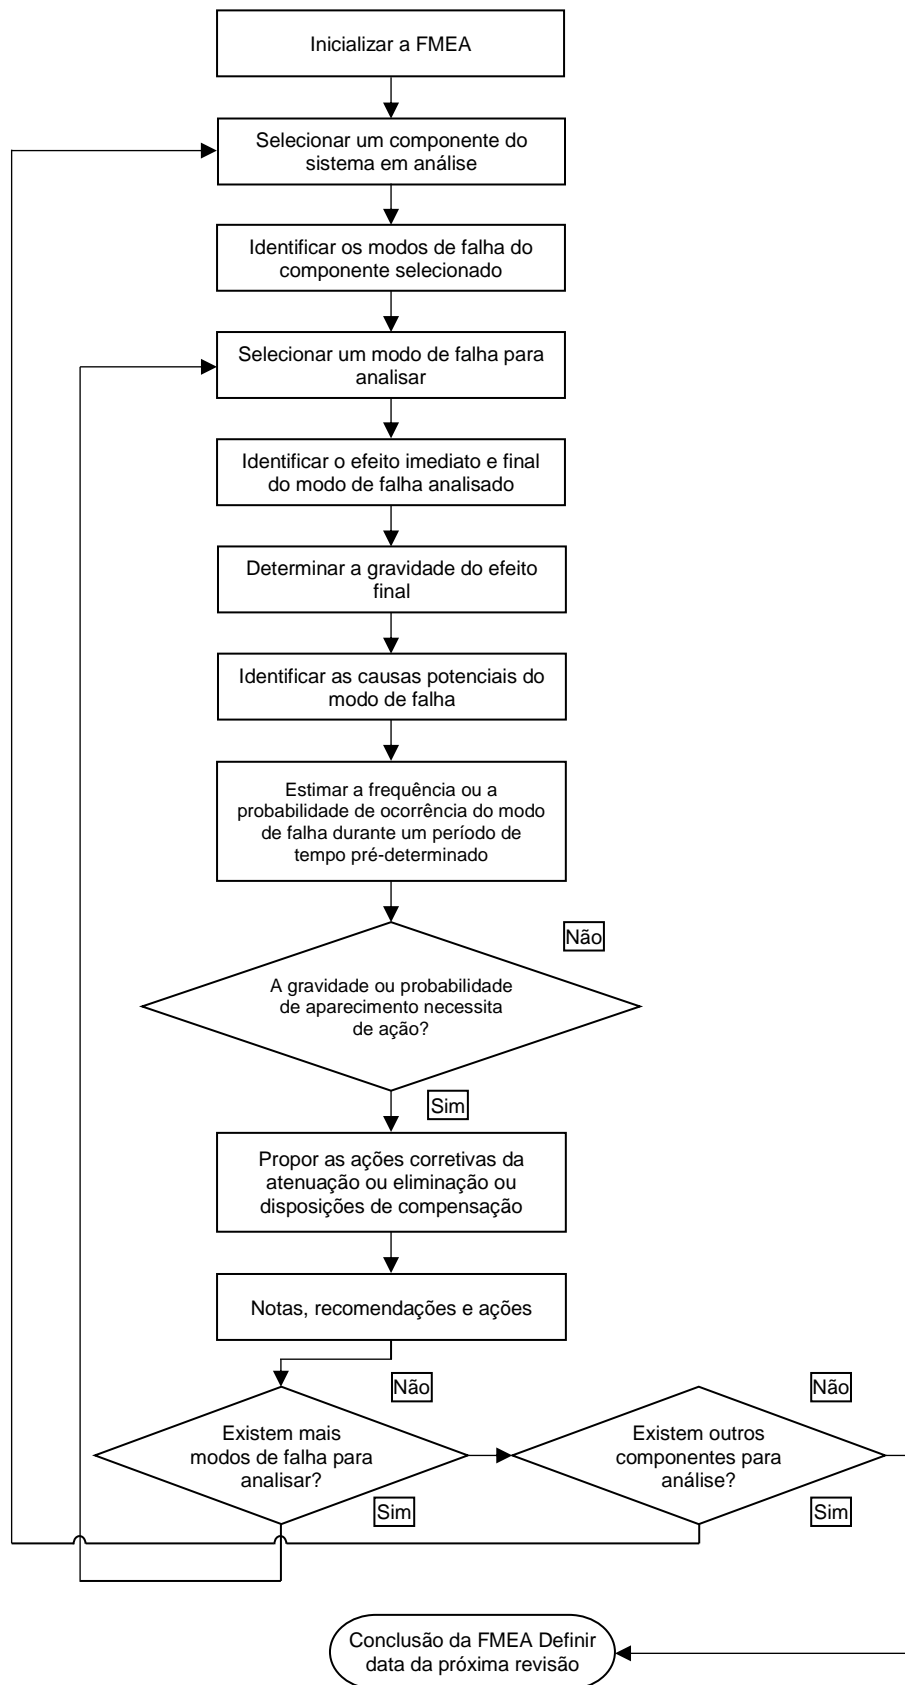 Inicializar a FMEA
Selecionar um componente do
sistema em análise
Identificar os modos de falha do
componente selecionado
Selecionar um modo de falha para
analisar
Identificar o efeito imediato e final
do modo de falha analisado
Determinar a gravidade do efeito
final
Identificar as causas potenciais do
modo de falha
Estimar a frequência ou a
probabilidade de ocorrência do modo
de falha durante um período de
tempo pré-determinado
Não
A gravidade ou probabilidade
de aparecimento necessita
de ação?
Sim
Propor as ações corretivas da
atenuação ou eliminação ou
disposições de compensação
Notas, recomendações e ações
Não
Existem mais
modos de falha para
analisar?
Sim
Não
Existem outros
componentes para
análise?
Sim
Conclusão da FMEA Definir
data da próxima revisão